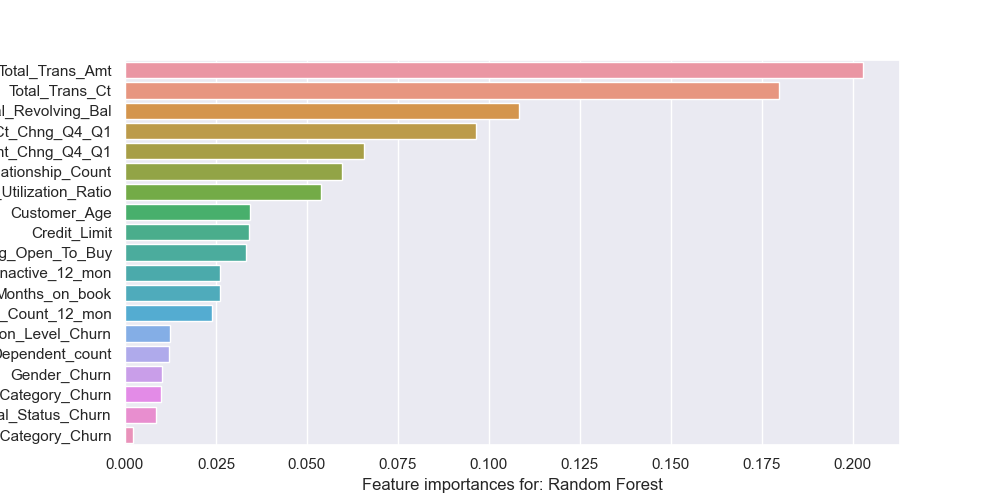 Total_Trans_Amt
Total_Trans_Ct
al_Revolving_Bal
Ct_Chng_Q4_Q1
nt_Chng_Q4_Q1
ationship_Count
_Utilization_Ratio
Customer_Age
Credit_Limit
g_Open_To_Buy
nactive_12_mon
Months_on_book
_Count_12_mon
on_Level_Churn
Dependent_count
Gender_Churn
Category_Churn
al_Status_Churn
Category_Churn
0.000 0.025 0.050 0.075 0.100 0.125 0.150 0.175 0.200
Feature importances for: Random Forest